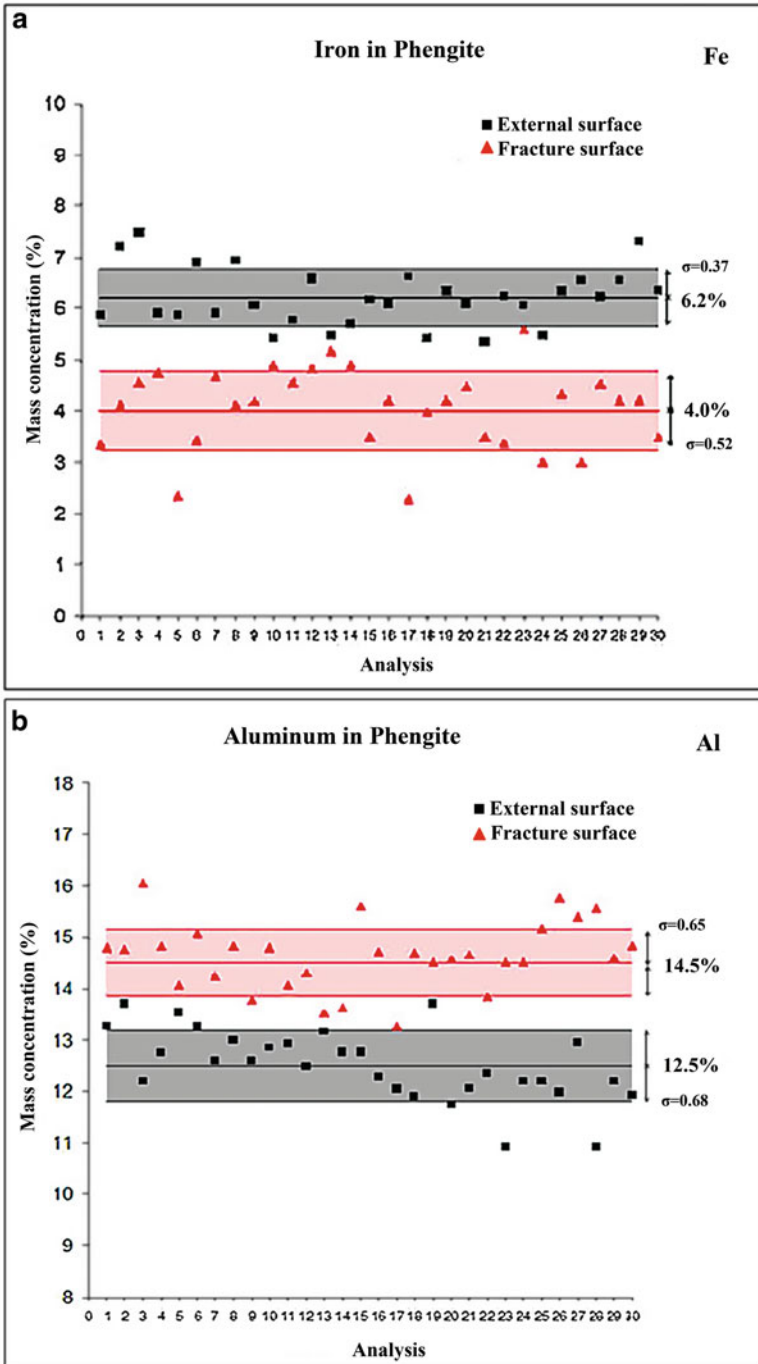 a
Iron in Phengite Fe
10
■ External surface
▲ Fracture surface
9
8
7
6
5
4
3
2
1
0
Mass concentration (%)
σ=0.37
6.2%
4.0%
σ=0.52
0 1 2 3 4 5 6 7 8 9 10 11 12 13 14 15 16 17 18 19 20 21 22 23 24 25 26 27 28 29 30
Analysis
b
Aluminum in Phengite Al
18
■ External surface
▲ Fracture surface
17
16
15
14
13
12
11
10
9
8
Mass concentration (%)
σ=0.65
14.5%
12.5%
σ=0.68
0 1 2 3 4 5 6 7 8 9 10 11 12 13 14 15 16 17 18 19 20 21 22 23 24 25 26 27 28 29 30
Analysis